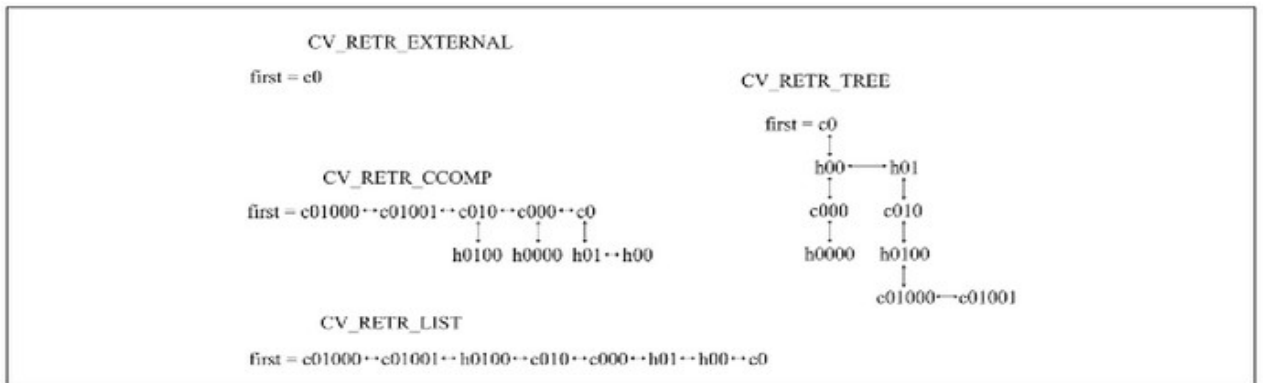 CV_RETR_EXTERNAL
first = c0
CV_RETR_TREE
first = c0
h00 h01
c000 c010
h0000 h0100
c01000 c01001
CV_RETR_CCOMP
first = c01000 c01001 c010 c000 c0
h0100 h0000 h01 h00
CV_RETR_LIST
first = c01000 c01001 h0100 c010 c000 h01 h00 c0